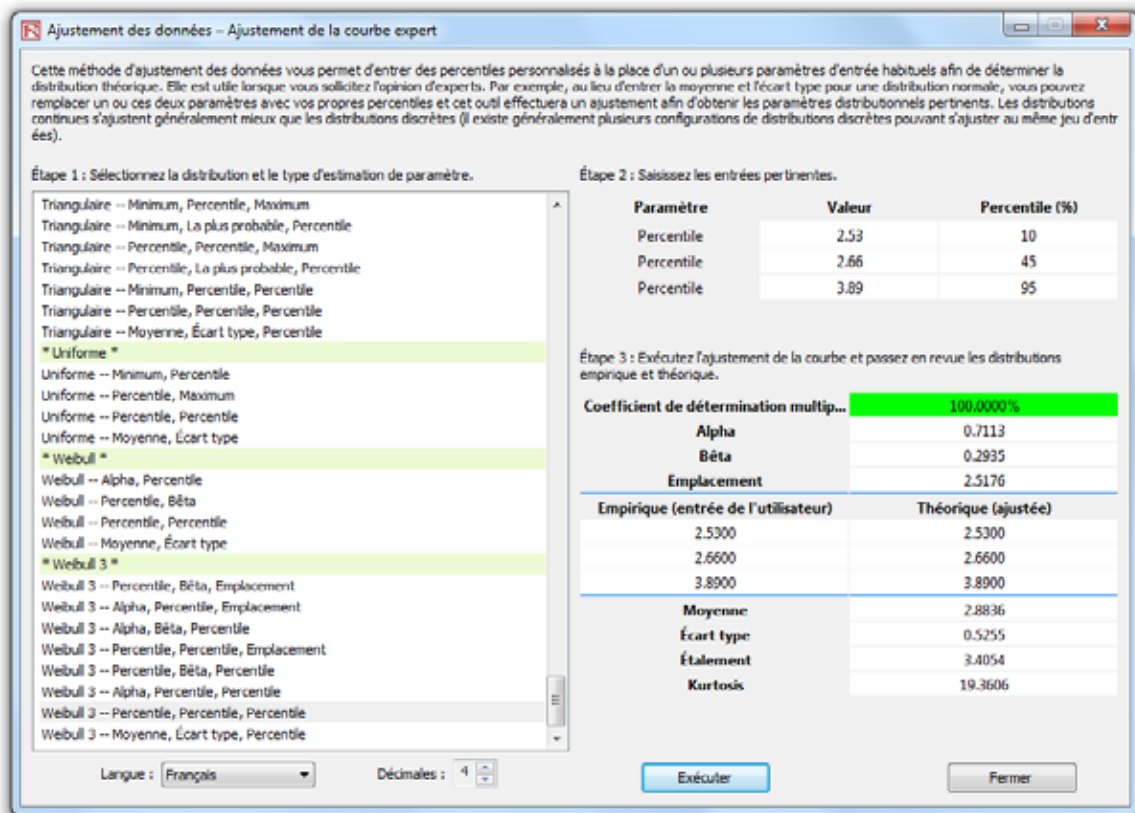 Ajustement des données – Ajustement de la courbe expert
Cette méthode d'ajustement des données vous permet d'entrer des percentiles personnalisés à la place d'un ou plusieurs paramètres d'entrée habituels afin de déterminer la
distribution théorique. Elle est utile lorsque vous sollicitez l'opinion d'experts. Par exemple, au lieu d'entrer la moyenne et l'écart type pour une distribution normale, vous pouvez
remplacer un ou ces deux paramètres avec vos propres percentiles et cet outil effectuera un ajustement afin d'obtenir les paramètres distributionnels pertinents. Les distributions
continues s'ajustent généralement mieux que les distributions discrètes (il existe généralement plusieurs configurations de distributions discrètes pouvant s'ajuster au même jeu d'entr
ées).
Étape 1 : Sélectionnez la distribution et le type d'estimation de paramètre.
Triangulaire -- Minimum, Percentile, Maximum
Triangulaire -- Minimum, La plus probable, Percentile
Triangulaire -- Percentile, Percentile, Maximum
Triangulaire -- Percentile, La plus probable, Percentile
Triangulaire -- Minimum, Percentile, Percentile
Triangulaire -- Percentile, Percentile, Percentile
Triangulaire -- Moyenne, Écart type, Percentile
* Uniforme *
Uniforme -- Minimum, Percentile
Uniforme -- Percentile, Maximum
Uniforme -- Percentile, Percentile
Uniforme -- Moyenne, Écart type
* Weibull *
Weibull -- Alpha, Percentile
Weibull -- Percentile, Bêta
Weibull -- Percentile, Percentile
Weibull -- Moyenne, Écart type
* Weibull 3 *
Weibull 3 -- Percentile, Bêta, Emplacement
Weibull 3 -- Alpha, Percentile, Emplacement
Weibull 3 -- Alpha, Bêta, Percentile
Weibull 3 -- Percentile, Percentile, Emplacement
Weibull 3 -- Percentile, Bêta, Percentile
Weibull 3 -- Alpha, Percentile, Percentile
Weibull 3 -- Percentile, Percentile, Percentile
Weibull 3 -- Moyenne, Écart type, Percentile
Langue : Français Décimales : 4
Étape 2 : Saisissez les entrées pertinentes.
Paramètre Valeur Percentile (%)
Percentile 2.53 10
Percentile 2.66 45
Percentile 3.89 95
Étape 3 : Exécutez l'ajustement de la courbe et passez en revue les distributions
empirique et théorique.
Coefficient de détermination multip... 100.0000%
Alpha 0.7113
Bêta 0.2935
Emplacement 2.5176
Empirique (entrée de l'utilisateur) Théorique (ajustée)
2.5300 2.5300
2.6600 2.6600
3.8900 3.8900
Moyenne 2.8836
Écart type 0.5255
Étalement 3.4054
Kurtosis 19.3606
Exécuter Fermer